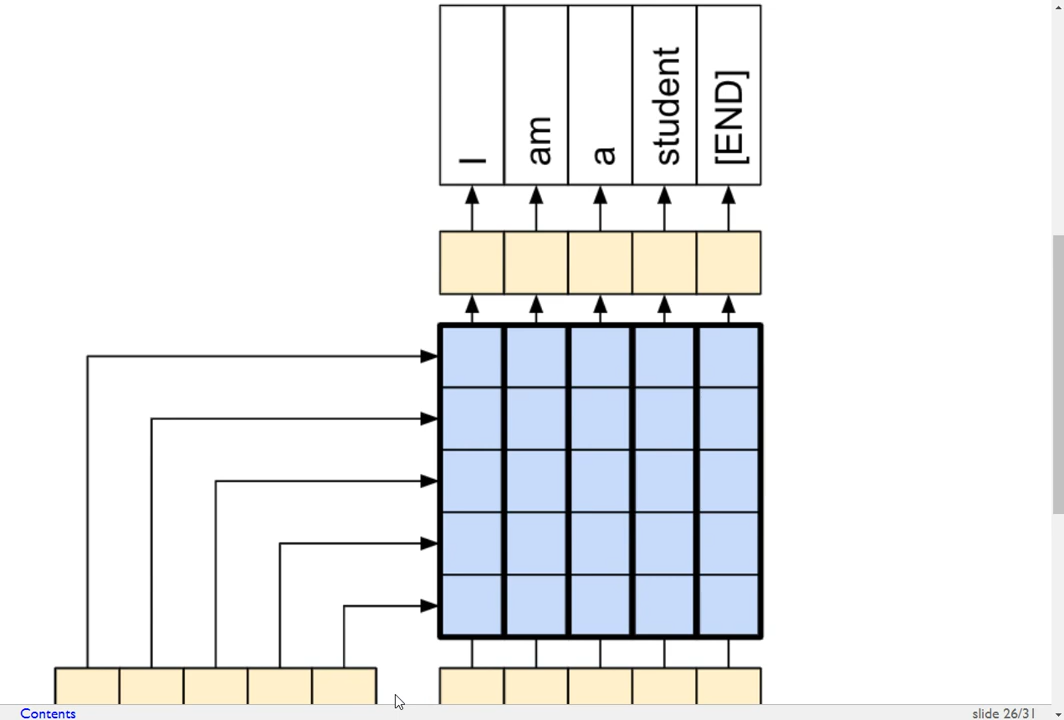 I
am
a
student
[END]
Contents
slide 26/31